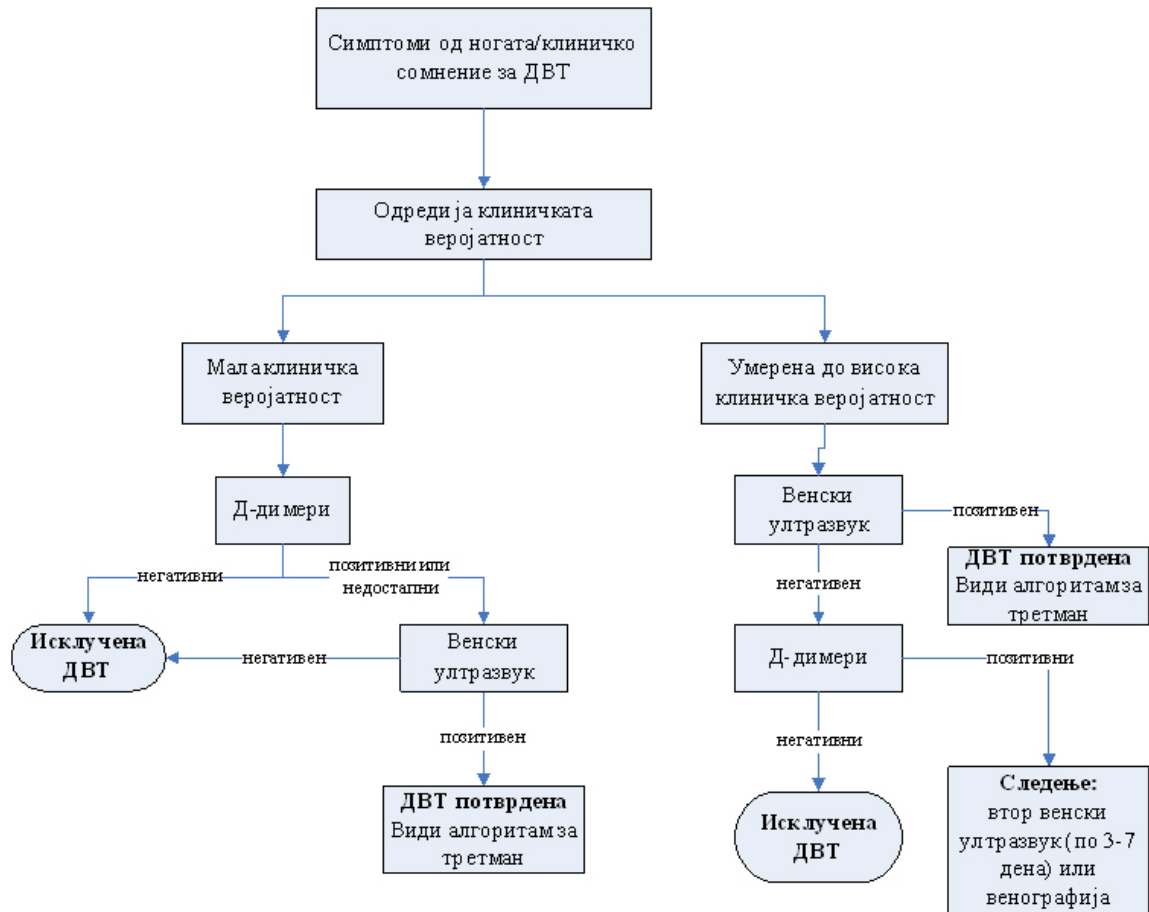 Симптоми од ногата/клиничко
сомнение за ДВТ
Одреди ја клиничката
веројатност
Мала клиничка
веројатност
Умерена до висока
клиничка веројатност
Д-димери
Венски
ултразвук
негативни
позитивни или
недостапни
позитивен
негативен
Исклучена
ДВТ
негативен
Венски
ултразвук
ДВТ потврдена
Види алгоритам за
третман
Д-димери
позитивни
позитивен
негативни
ДВТ потврдена
Види алгоритам за
третман
Исклучена
ДВТ
Следење:
втор венски
ултразвук (по 3-7
дена) или
венографија